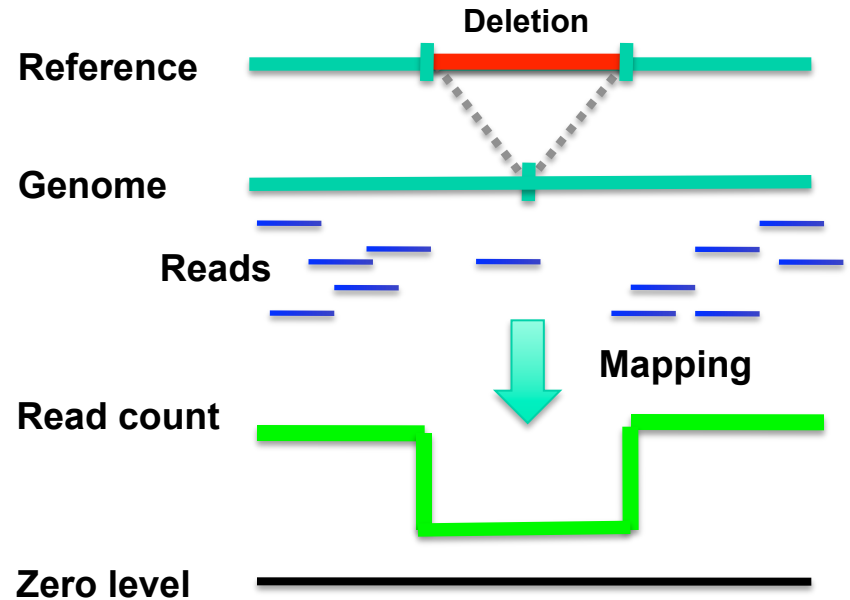 Deletion
Reference
Genome
Reads
Mapping
Read count
Zero level